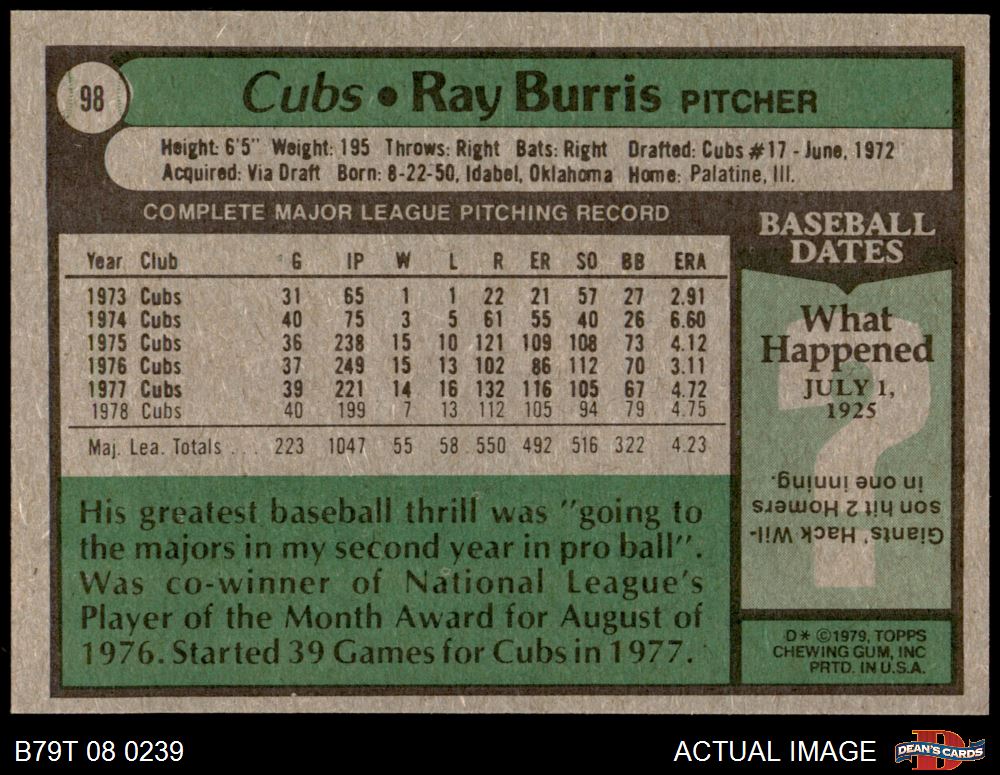 98
Cubs • Ray Burris PITCHER
Height: 6'5" Weight: 195 Throws: Right Bats: Right Drafted: Cubs #17 - June, 1972
Acquired: Via Draft Born: 8-22-50, Idabel, Oklahoma Home: Palatine, Ill.
COMPLETE MAJOR LEAGUE PITCHING RECORD
Year Club G IP W L R ER SO BB ERA
1973 Cubs 31 65 1 1 22 21 57 27 2.91
1974 Cubs 40 75 3 5 61 55 40 26 6.60
1975 Cubs 36 238 15 10 121 109 108 73 4.12
1976 Cubs 37 249 15 13 102 86 112 70 3.11
1977 Cubs 39 221 14 16 132 116 105 67 4.72
1978 Cubs 40 199 7 13 112 105 94 79 4.75
Maj. Lea. Totals . . . 223 1047 55 58 550 492 516 322 4.23
His greatest baseball thrill was "going to
the majors in my second year in pro ball".
Was co-winner of National League's
Player of the Month Award for August of
1976. Started 39 Games for Cubs in 1977.
BASEBALL
DATES
What
Happened
JULY 1,
1925
?
Giants' Hack Wil-
son hit 2 Homers
in one inning.
D* ©1979, TOPPS
CHEWING GUM, INC
PRTD. IN U.S.A.
B79T 08 0239
ACTUAL IMAGE
D
DEAN'S CARDS